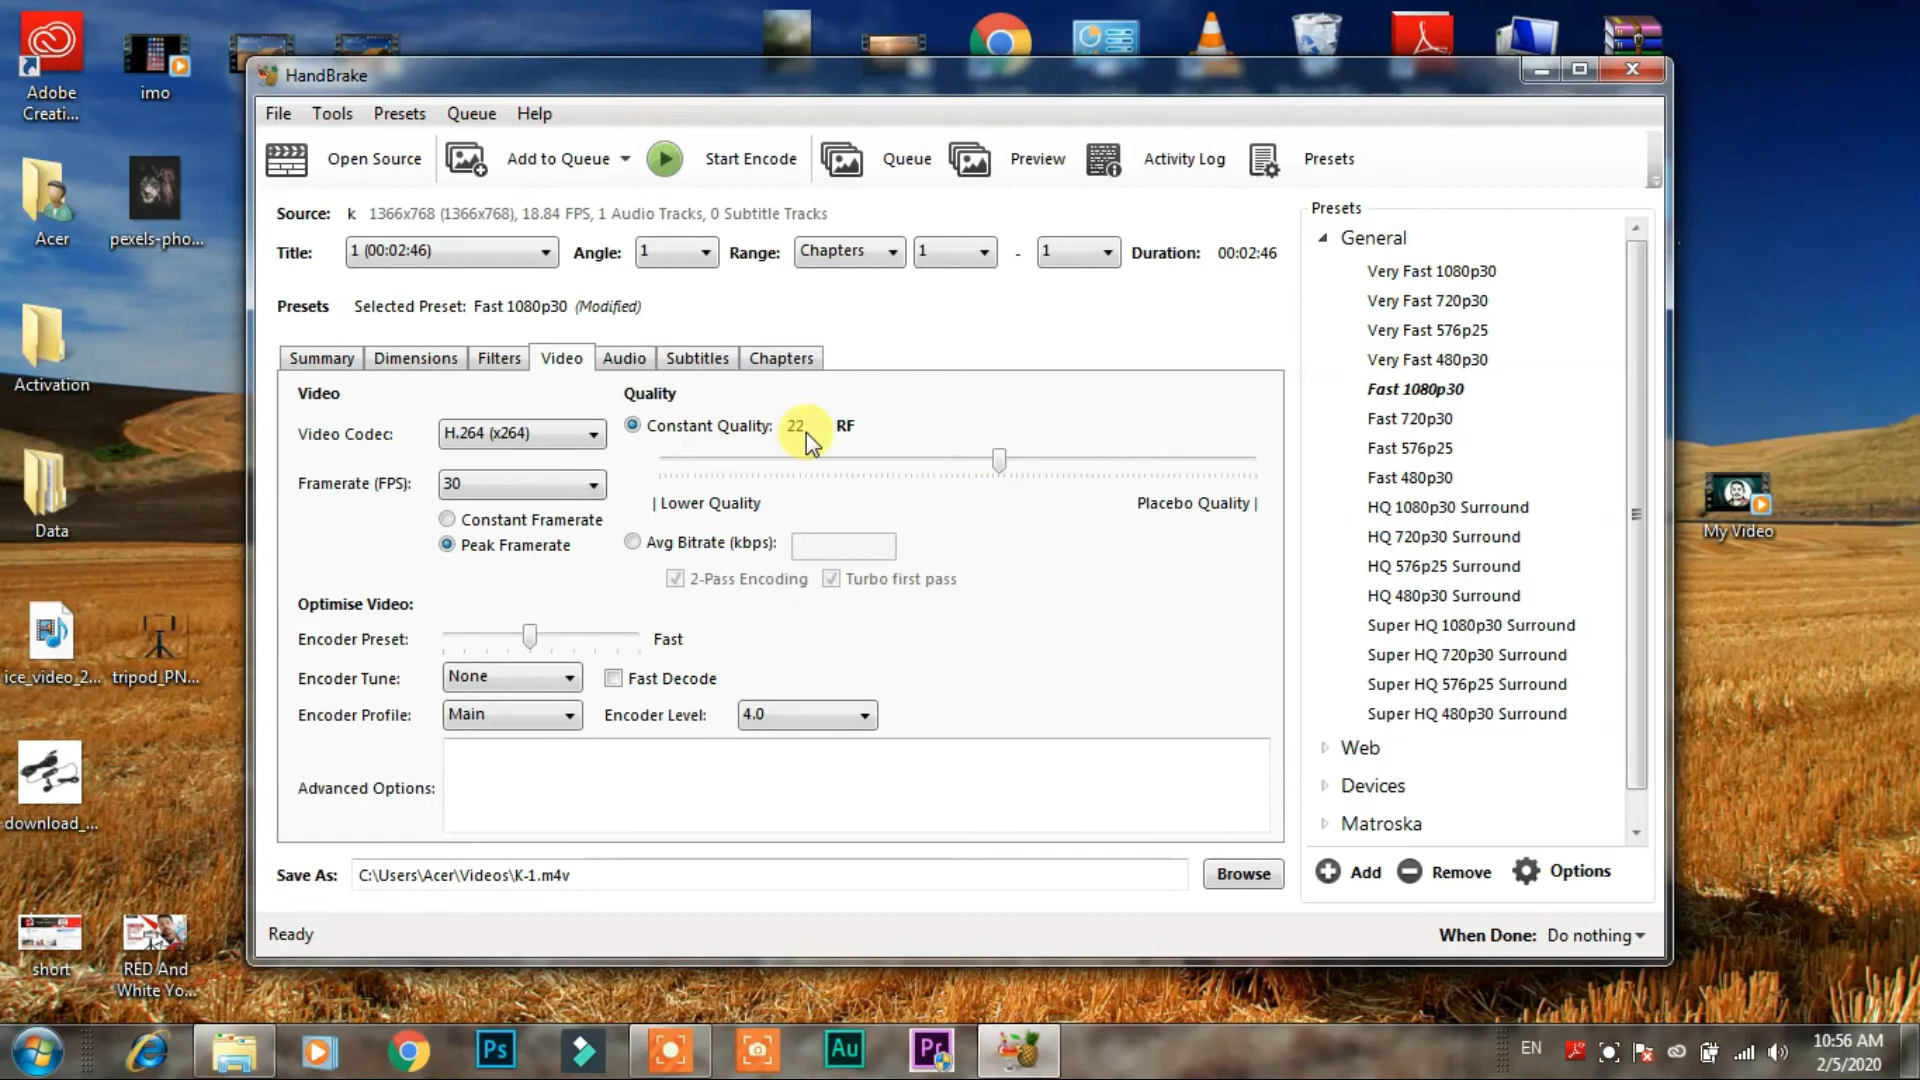 Adobe
Creati...
imo
HandBrake
File Tools Presets Queue Help
Open Source Add to Queue Start Encode Queue Preview Activity Log Presets
Source: k 1366x768 (1366x768), 18.84 FPS, 1 Audio Tracks, 0 Subtitle Tracks
Title: 1 (00:02:46) Angle: 1 Range: Chapters 1 - 1 Duration: 00:02:46
Presets Selected Preset: Fast 1080p30 (Modified)
Summary Dimensions Filters Video Audio Subtitles Chapters
Video
Video Codec: H.264 (x264)
Framerate (FPS): 30
Constant Framerate
Peak Framerate
Quality
Constant Quality: 22 RF
| Lower Quality Placebo Quality |
Avg Bitrate (kbps):
2-Pass Encoding Turbo first pass
Optimise Video:
Encoder Preset: Fast
Encoder Tune: None Fast Decode
Encoder Profile: Main Encoder Level: 4.0
Advanced Options:
Save As: C:\Users\Acer\Videos\K-1.m4v Browse
Ready
When Done: Do nothing
Presets
General
Very Fast 1080p30
Very Fast 720p30
Very Fast 576p25
Very Fast 480p30
Fast 1080p30
Fast 720p30
Fast 576p25
Fast 480p30
HQ 1080p30 Surround
HQ 720p30 Surround
HQ 576p25 Surround
HQ 480p30 Surround
Super HQ 1080p30 Surround
Super HQ 720p30 Surround
Super HQ 576p25 Surround
Super HQ 480p30 Surround
Web
Devices
Matroska
Add Remove Options
Acer
pexels-pho...
Activation
Data
ice_video_2...
tripod_PN...
download_...
short
RED And
White Yo...
My Video
Ps
Au
Pr
EN
10:56 AM
2/5/2020